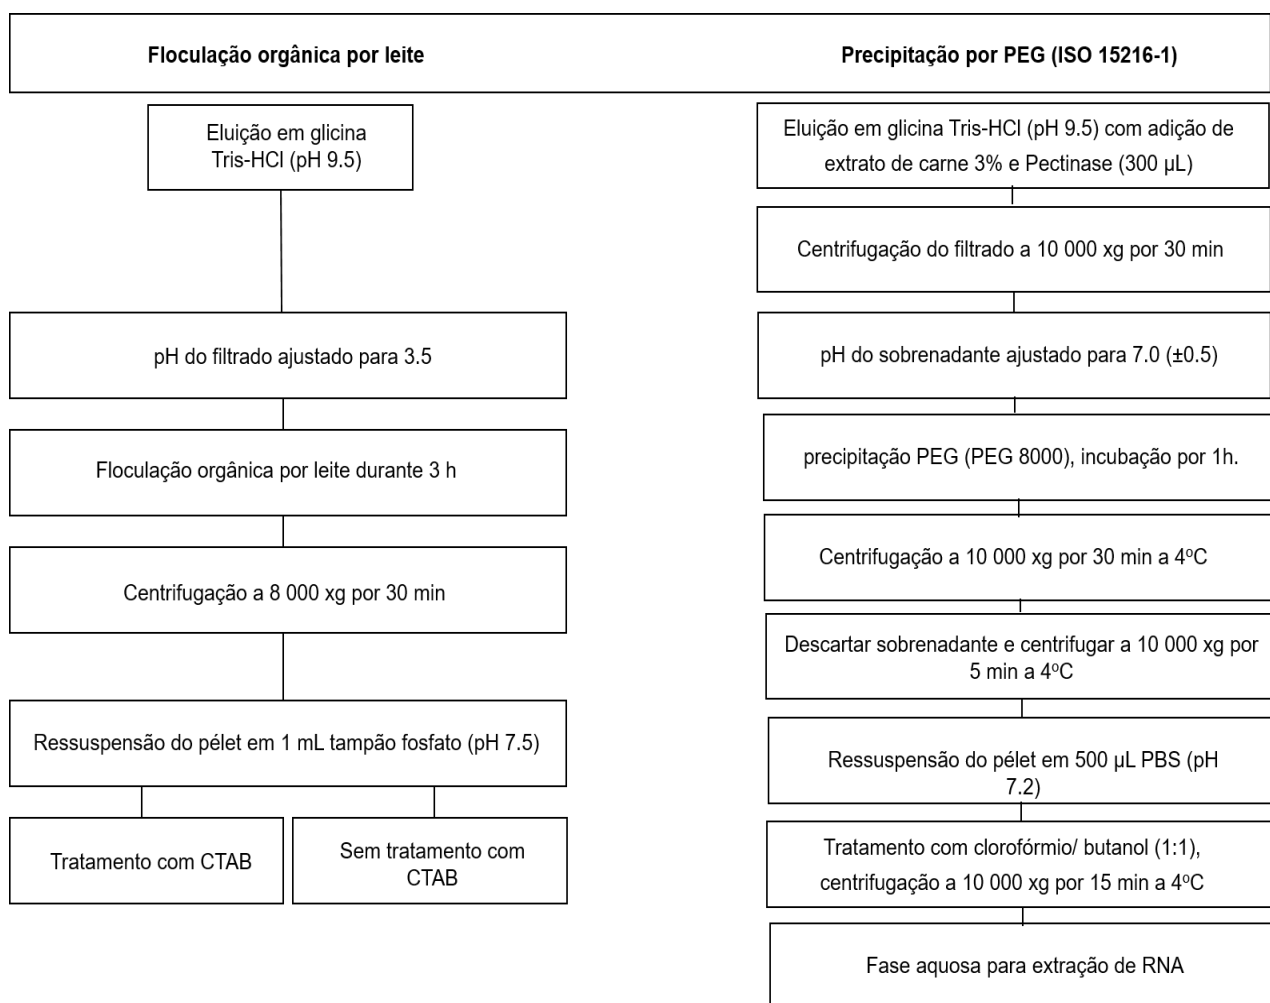 Floculação orgânica por leite
Precipitação por PEG (ISO 15216-1)
Eluição em glicina
Tris-HCl (pH 9.5)
pH do filtrado ajustado para 3.5
Floculação orgânica por leite durante 3 h
Centrifugação a 8 000 xg por 30 min
Ressuspensão do pélet em 1 mL tampão fosfato (pH 7.5)
Tratamento com CTAB
Sem tratamento com
CTAB
Eluição em glicina Tris-HCl (pH 9.5) com adição de
extrato de carne 3% e Pectinase (300 µL)
Centrifugação do filtrado a 10 000 xg por 30 min
pH do sobrenadante ajustado para 7.0 (±0.5)
precipitação PEG (PEG 8000), incubação por 1h.
Centrifugação a 10 000 xg por 30 min a 4ºC
Descartar sobrenadante e centrifugar a 10 000 xg por
5 min a 4ºC
Ressuspensão do pélet em 500 µL PBS (pH
7.2)
Tratamento com clorofórmio/ butanol (1:1),
centrifugação a 10 000 xg por 15 min a 4ºC
Fase aquosa para extração de RNA